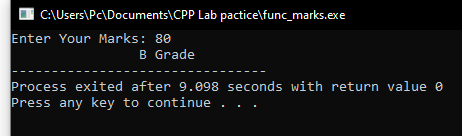 C:\Users\Pc\Documents\CPP Lab pactice\func_marks.exe
Enter Your Marks: 80
                B Grade
--------------------------------
Process exited after 9.098 seconds with return value 0
Press any key to continue . . .